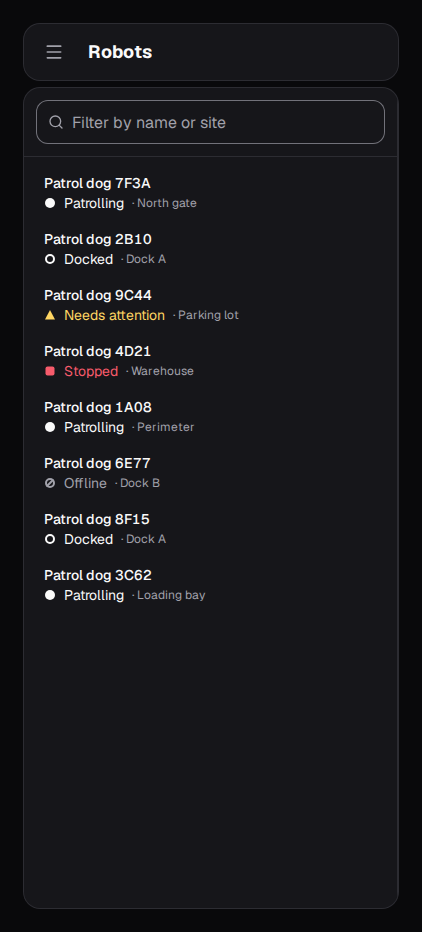 Robots
Filter by name or site
Patrol dog 7F3A
Patrolling · North gate
Patrol dog 2B10
Docked · Dock A
Patrol dog 9C44
Needs attention · Parking lot
Patrol dog 4D21
Stopped · Warehouse
Patrol dog 1A08
Patrolling · Perimeter
Patrol dog 6E77
Offline · Dock B
Patrol dog 8F15
Docked · Dock A
Patrol dog 3C62
Patrolling · Loading bay